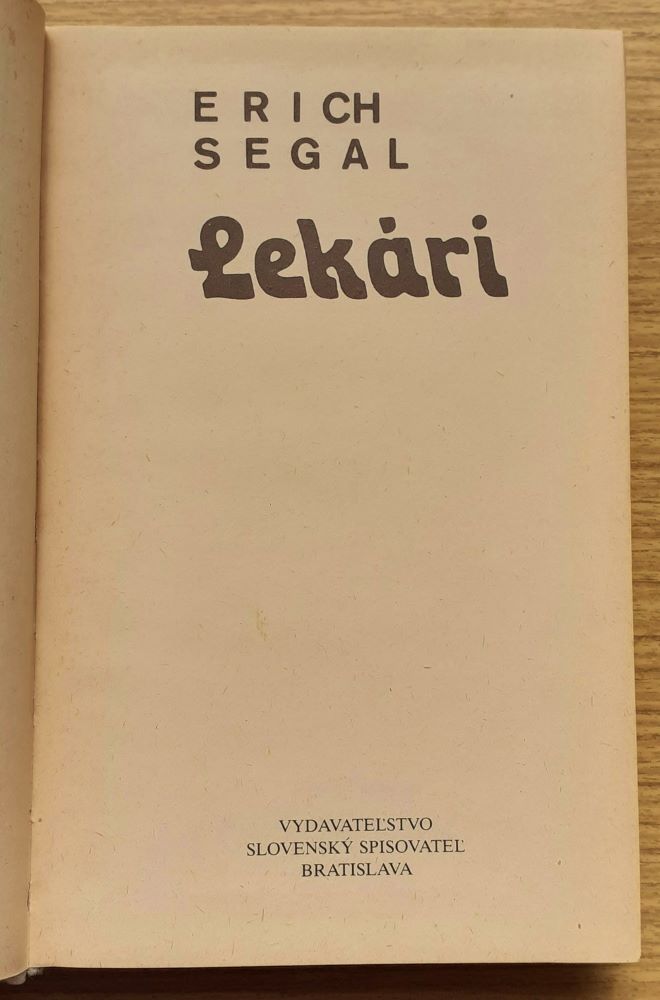 ERICH
SEGAL
Lekári
VYDAVATEĽSTVO
SLOVENSKÝ SPISOVATEĽ
BRATISLAVA